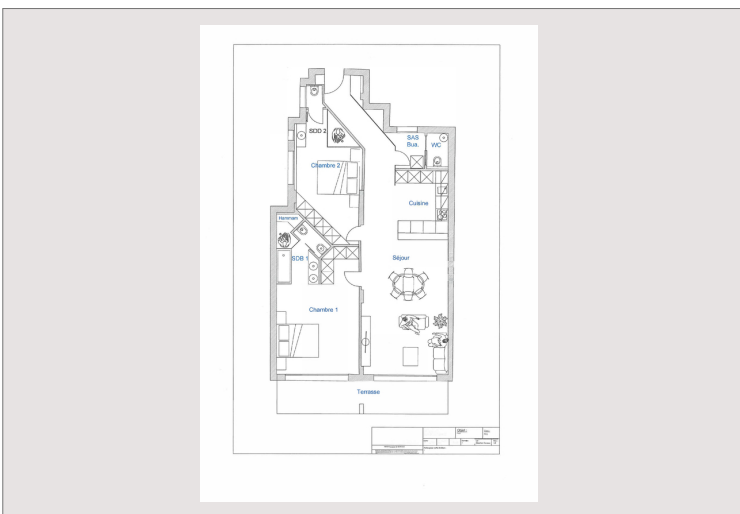 SDD 2
SAS
Bua.
WC
Chambre 2
Cuisine
Hammam
SDB 1
Séjour
Chambre 1
Terrasse